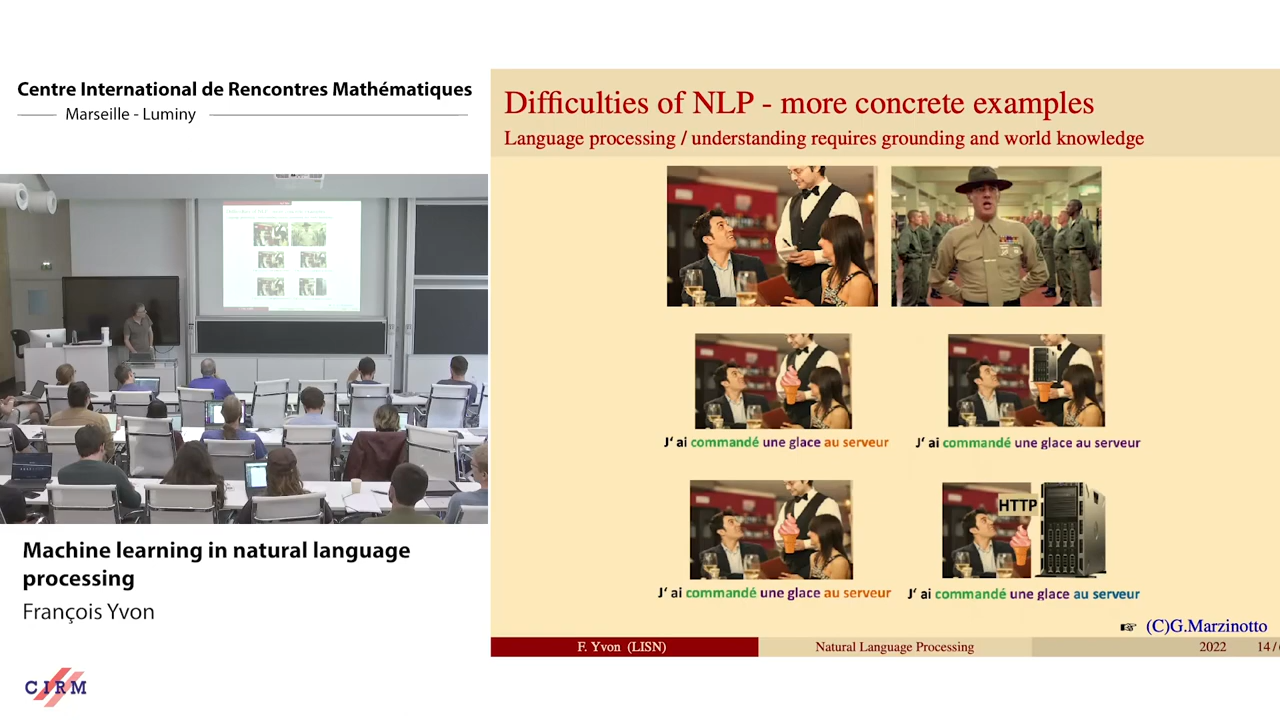 Centre International de Rencontres Mathématiques
Marseille - Luminy
Machine learning in natural language
processing
François Yvon
CIRM
Difficulties of NLP - more concrete examples
Language processing / understanding requires grounding and world knowledge
J‘ ai commandé une glace au serveur
J‘ ai commandé une glace au serveur
HTTP
J‘ ai commandé une glace au serveur
J‘ ai commandé une glace au serveur
☞ (C)G.Marzinotto
F. Yvon (LISN)
Natural Language Processing
2022
14 /